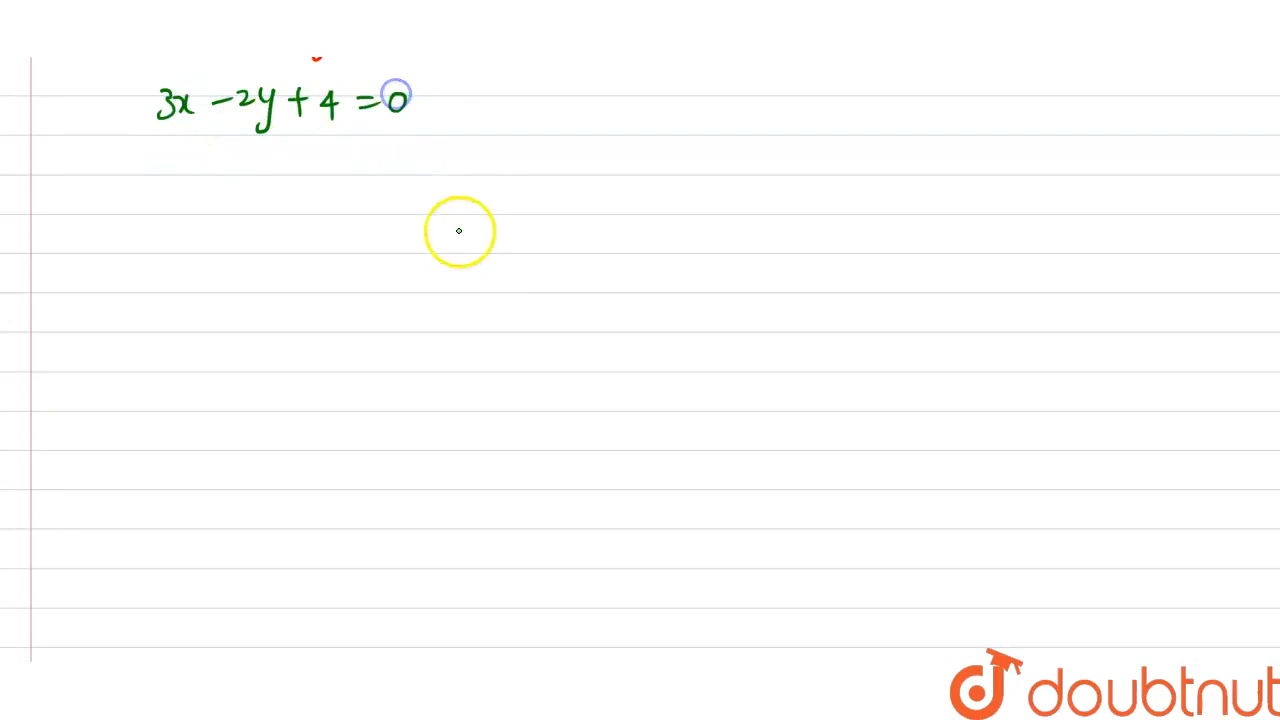 3x - 2y + 4 = 0
doubtnut